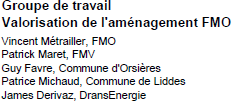 Groupe de travail
Valorisation de l'aménagement FMO
Vincent Métrailler, FMO
Patrick Maret, FMV
Guy Favre, Commune d'Orsières
Patrice Michaud, Commune de Liddes
James Derivaz, DransEnergie